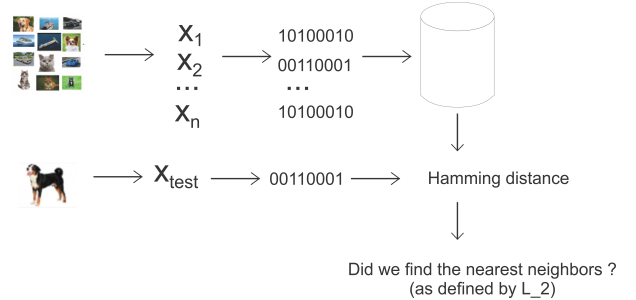 x1
10100010
x2
00110001
...
...
xn
10100010
xtest
00110001
Hamming distance
Did we find the nearest neighbors ?
(as defined by L_2)